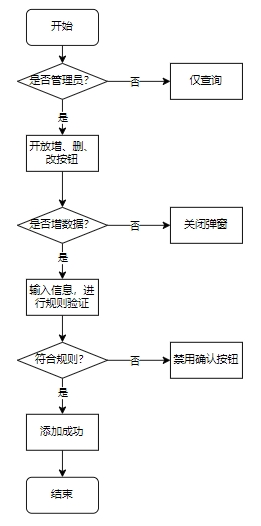 开始
是否管理员?
否
仅查询
是
开放增、删、
改按钮
是否增数据?
否
关闭弹窗
是
输入信息，进
行规则验证
符合规则?
否
禁用确认按钮
是
添加成功
结束